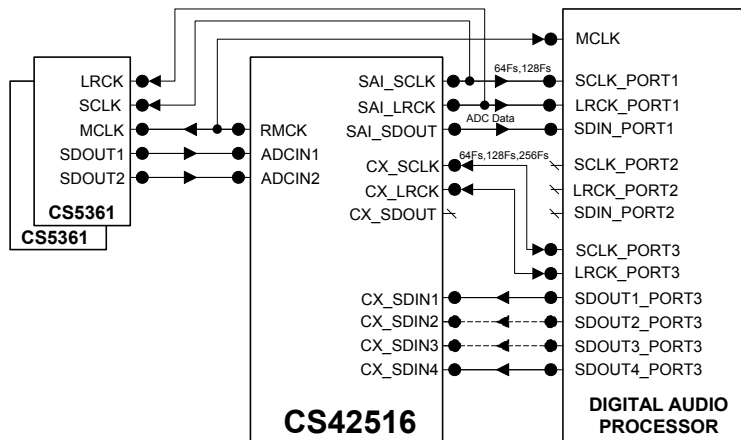 LRCK
SCLK
MCLK
SDOUT1
SDOUT2
CS5361
CS5361
RMCK
ADCIN1
ADCIN2
SAI_SCLK
SAI_LRCK
SAI_SDOUT
CX_SCLK
CX_LRCK
CX_SDOUT
CX_SDIN1
CX_SDIN2
CX_SDIN3
CX_SDIN4
CS42516
64Fs,128Fs
ADC Data
64Fs,128Fs,256Fs
MCLK
SCLK_PORT1
LRCK_PORT1
SDIN_PORT1
SCLK_PORT2
LRCK_PORT2
SDIN_PORT2
SCLK_PORT3
LRCK_PORT3
SDOUT1_PORT3
SDOUT2_PORT3
SDOUT3_PORT3
SDOUT4_PORT3
DIGITAL AUDIO
PROCESSOR